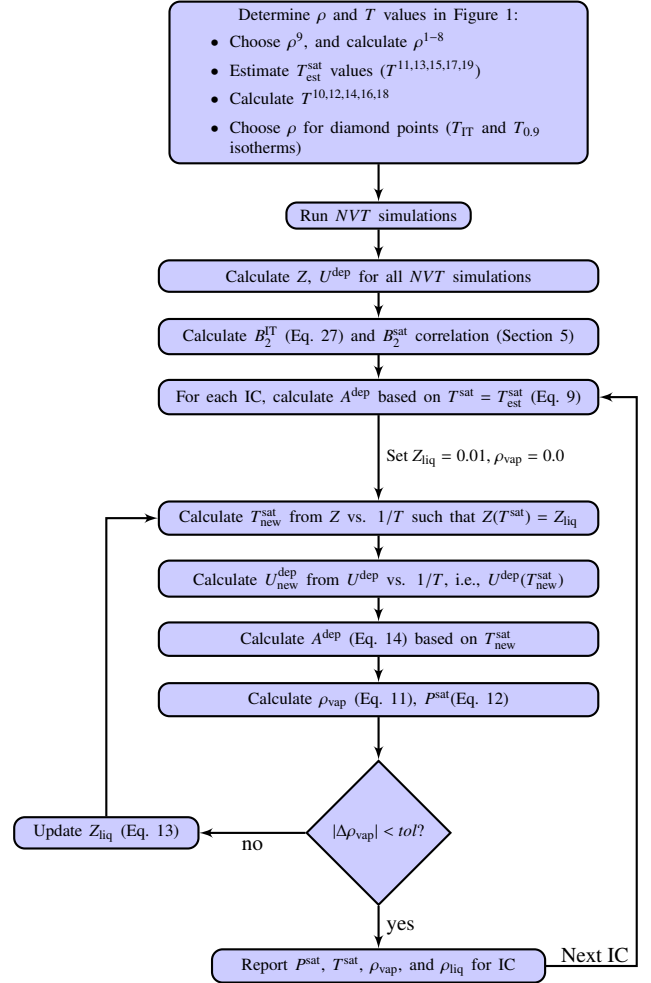 Determine ρ and T values in Figure 1:
• Choose ρ⁹, and calculate ρ¹⁻⁸
• Estimate T_est^sat values (T^11,13,15,17,19)
• Calculate T^10,12,14,16,18
• Choose ρ for diamond points (T_IT and T_0.9
isotherms)
Run NVT simulations
Calculate Z, U^dep for all NVT simulations
Calculate B_2^IT (Eq. 27) and B_2^sat correlation (Section 5)
For each IC, calculate A^dep based on T^sat = T_est^sat (Eq. 9)
Set Z_liq = 0.01, ρ_vap = 0.0
Calculate T_new^sat from Z vs. 1/T such that Z(T^sat) = Z_liq
Calculate U_new^dep from U^dep vs. 1/T, i.e., U^dep(T_new^sat)
Calculate A^dep (Eq. 14) based on T_new^sat
Calculate ρ_vap (Eq. 11), P^sat(Eq. 12)
|Δρ_vap| < tol?
no
Update Z_liq (Eq. 13)
yes
Report P^sat, T^sat, ρ_vap, and ρ_liq for IC
Next IC